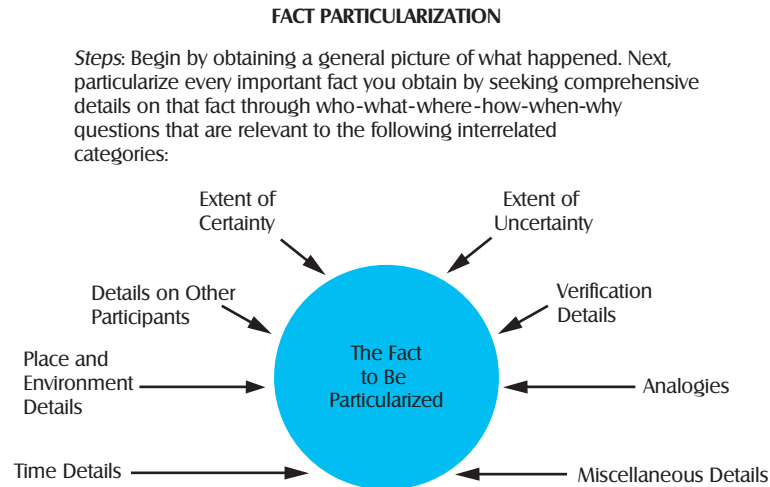 FACT PARTICULARIZATION
Steps: Begin by obtaining a general picture of what happened. Next,
particularize every important fact you obtain by seeking comprehensive
details on that fact through who-what-where-how-when-why
questions that are relevant to the following interrelated
categories:
Extent of
Certainty
Extent of
Uncertainty
Details on Other
Participants
Verification
Details
Place and
Environment
Details
The Fact
to Be
Particularized
Analogies
Time Details
Miscellaneous Details